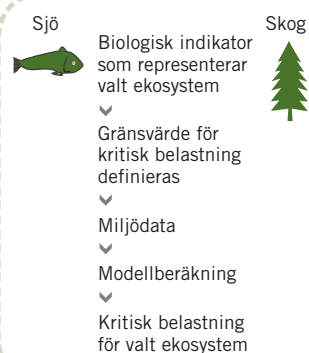 Sjö
Skog
Biologisk indikator
som representerar
valt ekosystem
Gränsvärde för
kritisk belastning
definieras
Miljödata
Modellberäkning
Kritisk belastning
för valt ekosystem